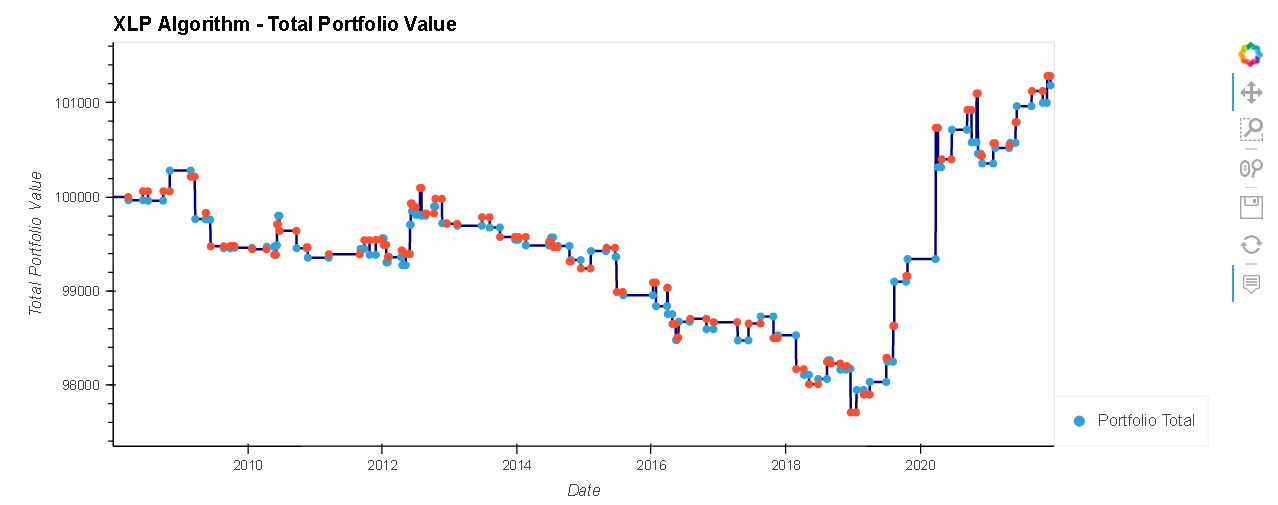 XLP Algorithm - Total Portfolio Value
Total Portfolio Value
101000
100000
99000
98000
2010 2012 2014 2016 2018 2020
Date
Portfolio Total